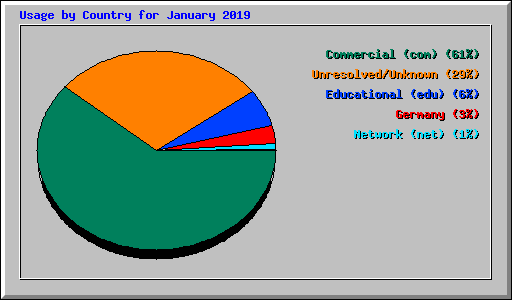 Usage by Country for January 2019
Commercial (com) (61%)
Unresolved/Unknown (29%)
Educational (edu) (6%)
Germany (3%)
Network (net) (1%)